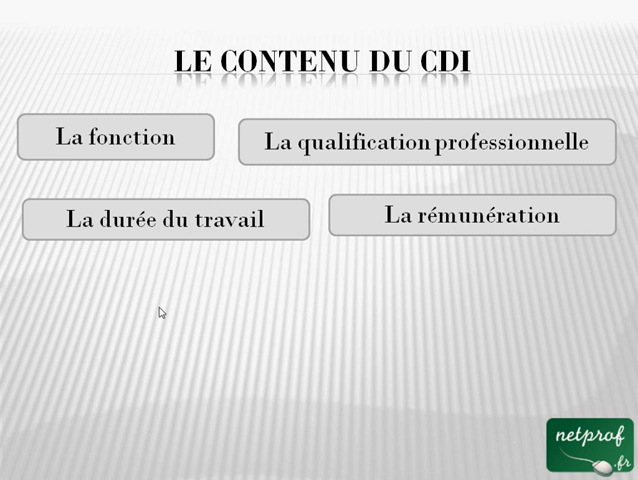 LE CONTENU DU CDI
La fonction
La qualification professionnelle
La durée du travail
La rémunération
netprof
.fr